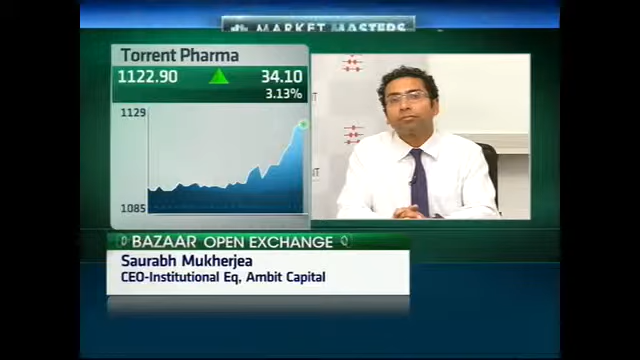 MARKET MASTERS
Torrent Pharma
1122.90 34.10
3.13%
1129
1085
BAZAAR OPEN EXCHANGE
Saurabh Mukherjea
CEO-Institutional Eq, Ambit Capital